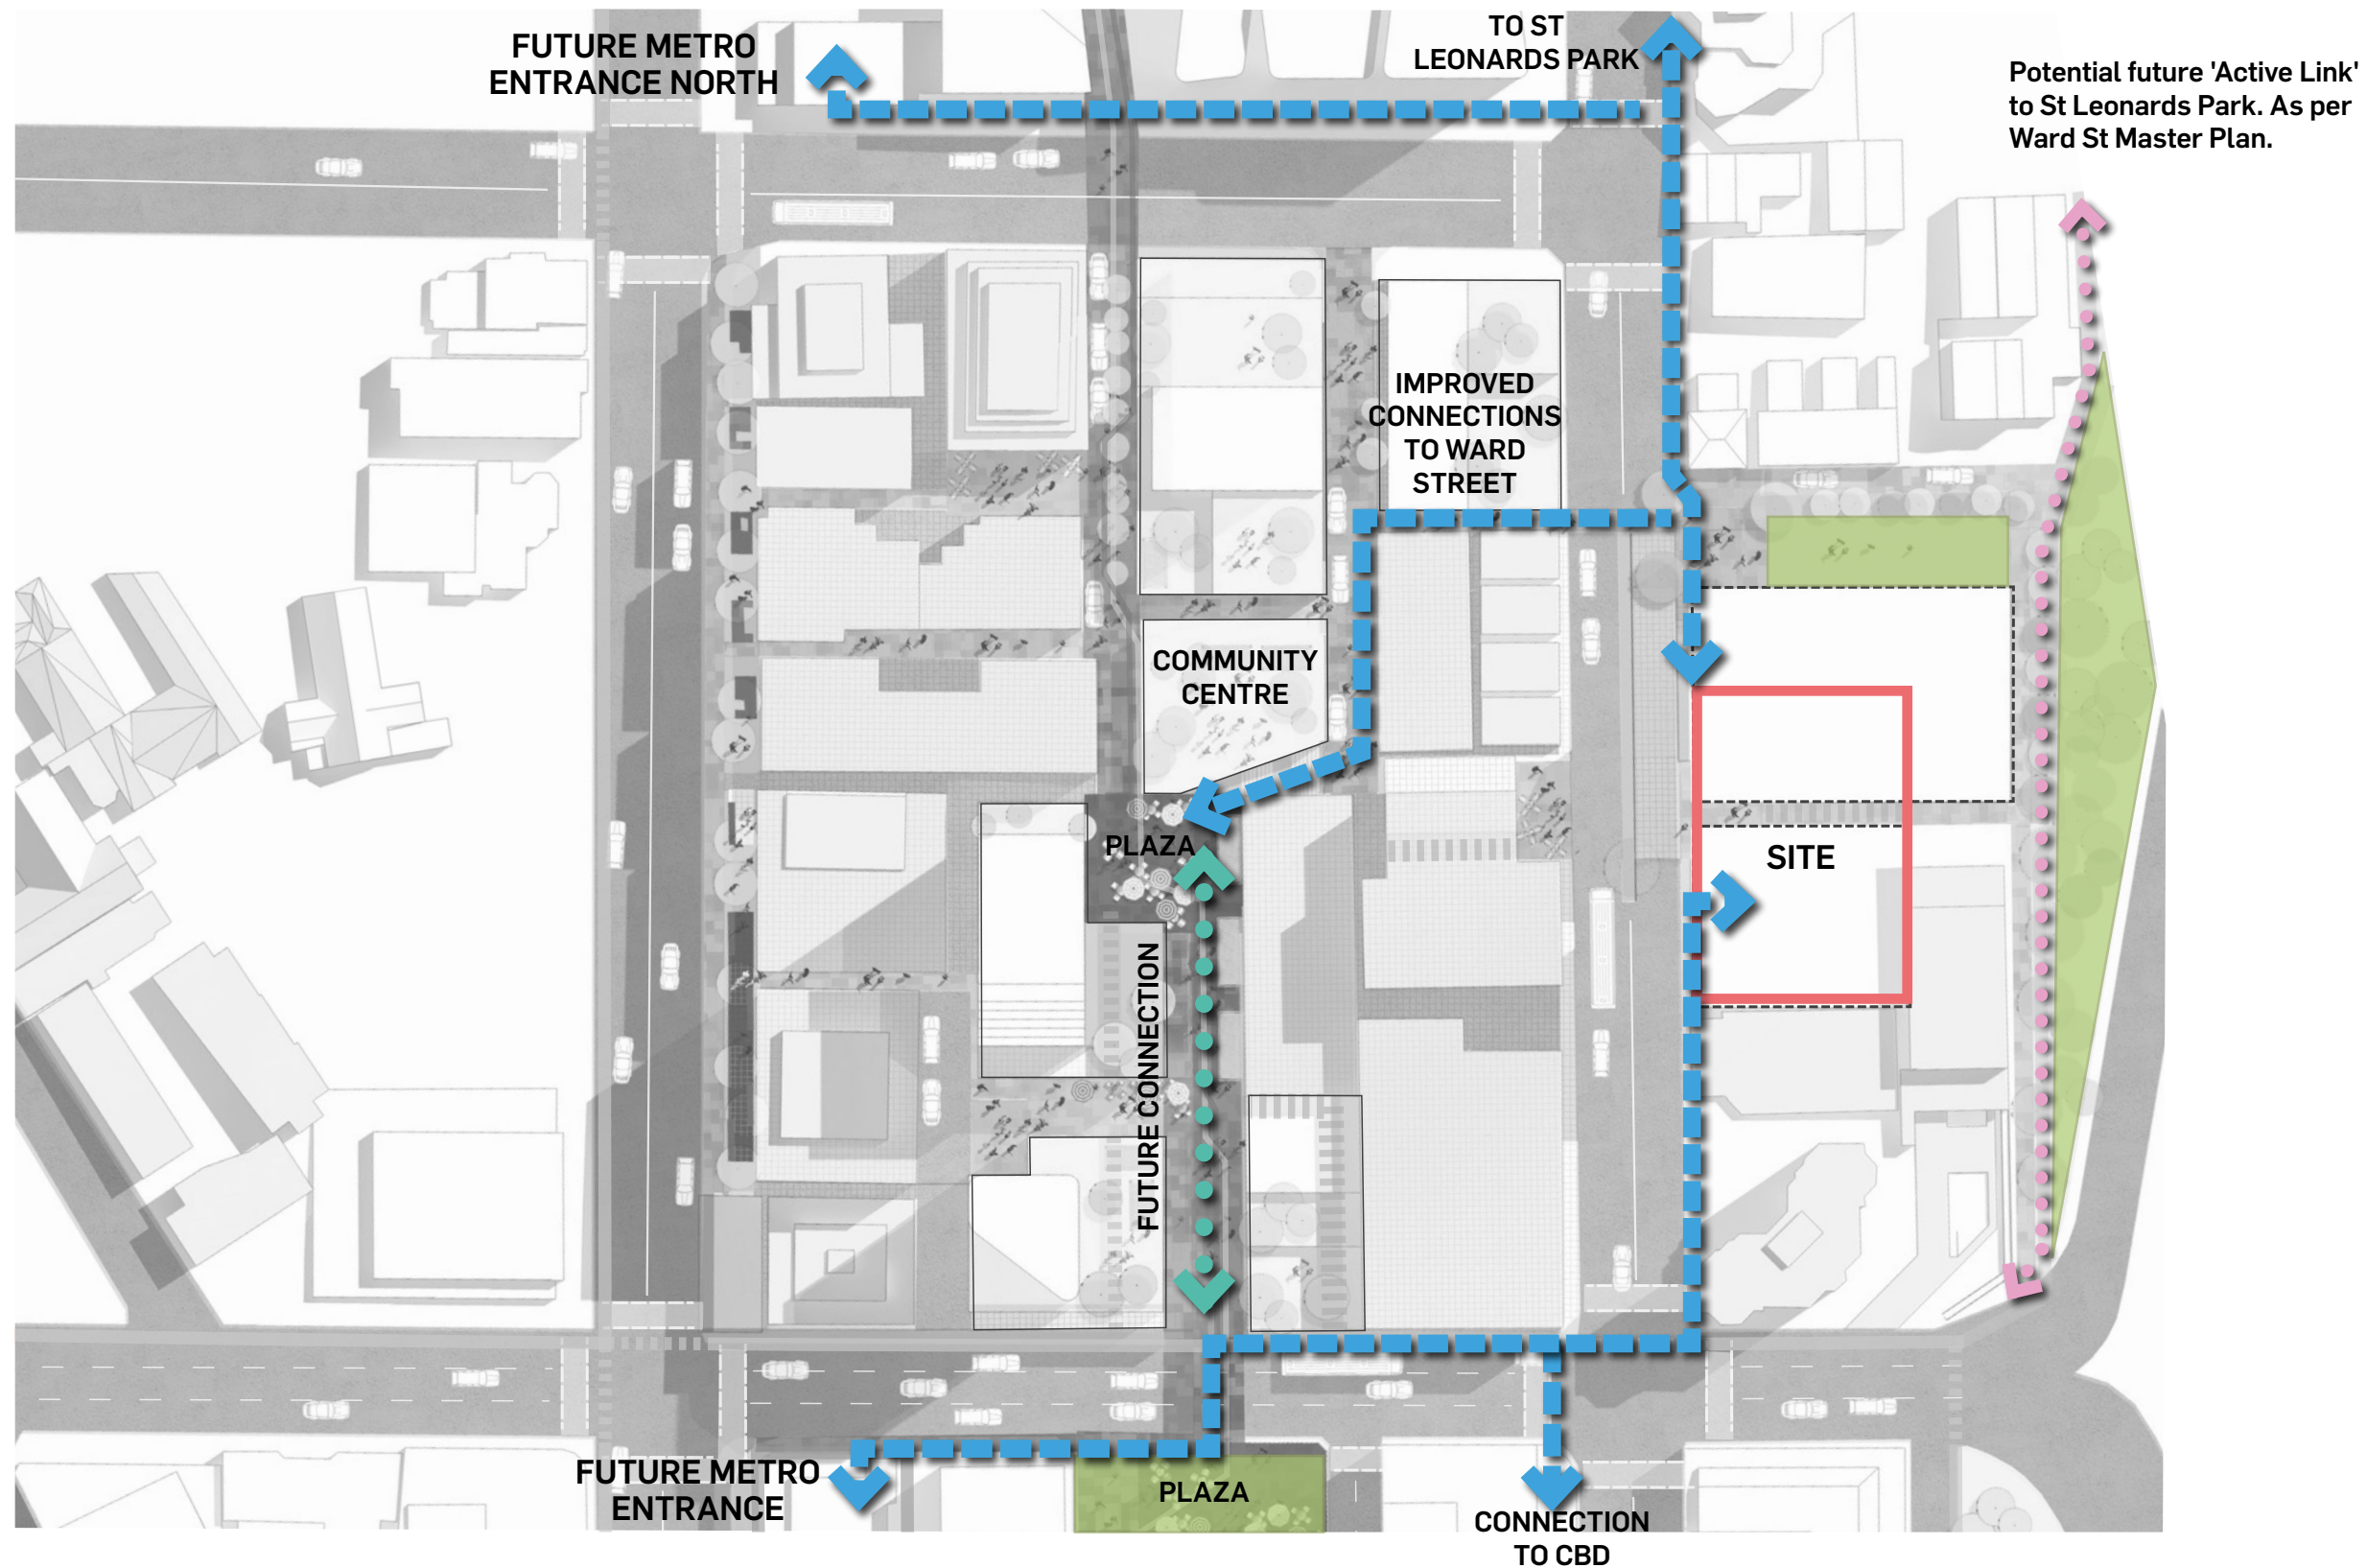 FUTURE METRO
ENTRANCE NORTH
TO ST
LEONARDS PARK
Potential future 'Active Link'
to St Leonards Park. As per
Ward St Master Plan.
IMPROVED
CONNECTIONS
TO WARD
STREET
COMMUNITY
CENTRE
PLAZA
SITE
FUTURE CONNECTION
FUTURE METRO
ENTRANCE
PLAZA
CONNECTION
TO CBD